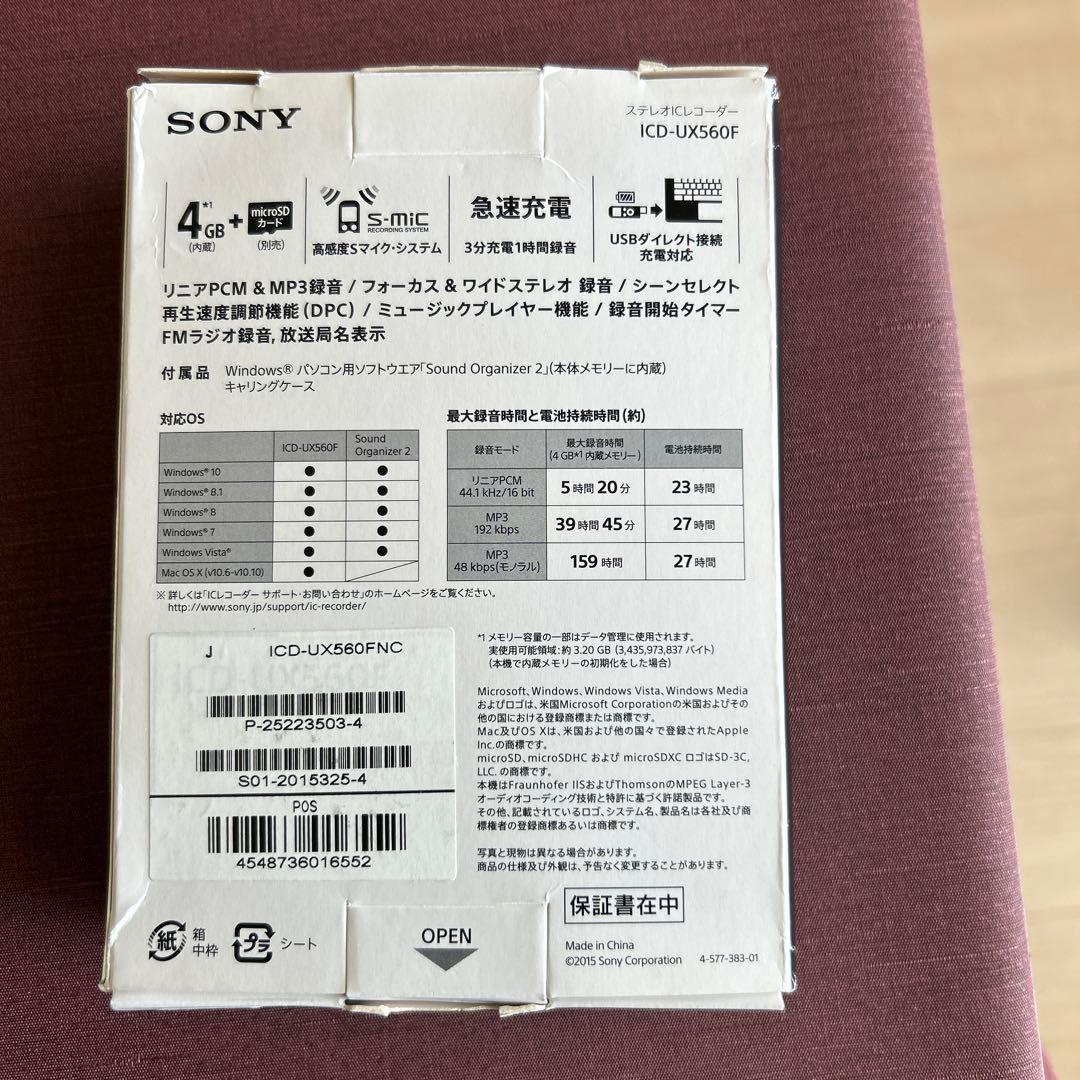 SONY
ステレオICレコーダー
ICD-UX560F
4GB*1
(内蔵)
+
microSD
カード
(別売)
S-mic
RECORDING SYSTEM
高感度Sマイク・システム
急速充電
3分充電1時間録音
USBダイレクト接続
充電対応
リニアPCM & MP3録音 / フォーカス & ワイドステレオ 録音 / シーンセレクト
再生速度調節機能(DPC) / ミュージックプレイヤー機能 / 録音開始タイマー
FMラジオ録音, 放送局名表示
付属品 Windows® パソコン用ソフトウエア「Sound Organizer 2」(本体メモリーに内蔵)
キャリングケース
対応OS
ICD-UX560F Sound Organizer 2
Windows® 10 ● ●
Windows® 8.1 ● ●
Windows® 8 ● ●
Windows® 7 ● ●
Windows Vista® ● ●
Mac OS X (v10.6-v10.10) ●
※ 詳しくは「ICレコーダー サポート・お問い合わせ」のホームページをご覧ください。
http://www.sony.jp/support/ic-recorder/
最大録音時間と電池持続時間(約)
録音モード 最大録音時間 (4 GB*1 内蔵メモリー) 電池持続時間
リニアPCM 44.1 kHz/16 bit 5時間 20分 23時間
MP3 192 kbps 39時間 45分 27時間
MP3 48 kbps(モノラル) 159時間 27時間
J ICD-UX560FNC
P-25223503-4
S01-2015325-4
POS
4548736016552
*1 メモリー容量の一部はデータ管理に使用されます。
実使用可能領域：約 3.20 GB (3,435,973,837 バイト)
(本機で内蔵メモリーの初期化をした場合)
Microsoft、Windows、Windows Vista、Windows Media
およびロゴは、米国Microsoft Corporationの米国およびその
他の国における登録商標または商標です。
Mac及びOS Xは、米国および他の国々で登録されたApple
Inc.の商標です。
microSD、microSDHC および microSDXC ロゴはSD-3C,
LLC. の商標です。
本機はFraunhofer IISおよびThomsonのMPEG Layer-3
オーディオコーディング技術と特許に基づく許諾製品です。
その他、記載されているロゴ、システム名、製品名は各社及び商
標権者の登録商標あるいは商標です。
写真と現物は異なる場合があります。
商品の仕様及び外観は、予告なく変更することがあります。
保証書在中
紙
箱
中枠
プラ
シート
OPEN
Made in China
©2015 Sony Corporation 4-577-383-01